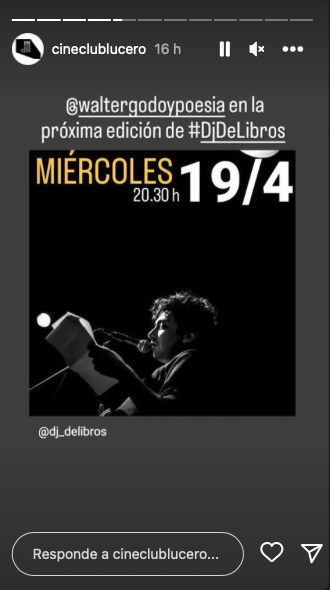 cineclublucero 16 h
@waltergodoypoesia en la
próxima edición de #DjDeLibros
MIÉRCOLES 19/4
20.30 h
@dj_delibros
Responde a cineclublucero...